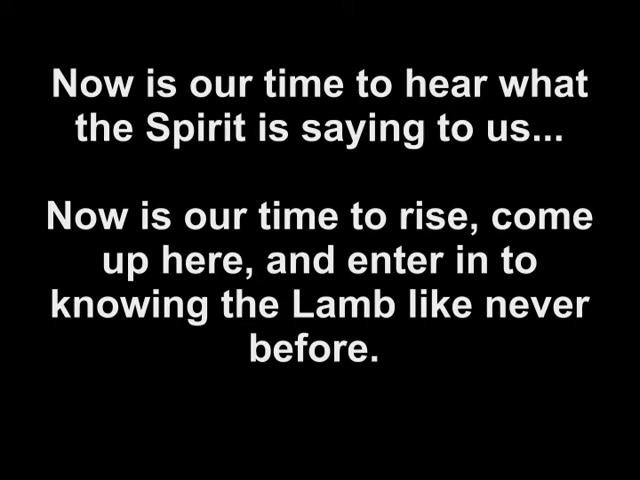 Now is our time to hear what
the Spirit is saying to us...
Now is our time to rise, come
up here, and enter in to
knowing the Lamb like never
before.